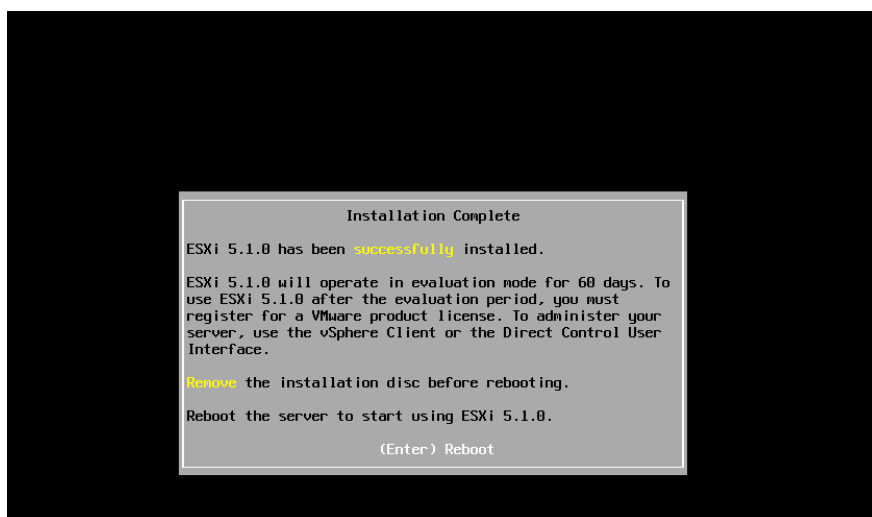 Installation Complete
ESXi 5.1.0 has been successfully installed.
ESXi 5.1.0 will operate in evaluation mode for 60 days. To
use ESXi 5.1.0 after the evaluation period, you must
register for a VMware product license. To administer your
server, use the vSphere Client or the Direct Control User
Interface.
Remove the installation disc before rebooting.
Reboot the server to start using ESXi 5.1.0.
(Enter) Reboot